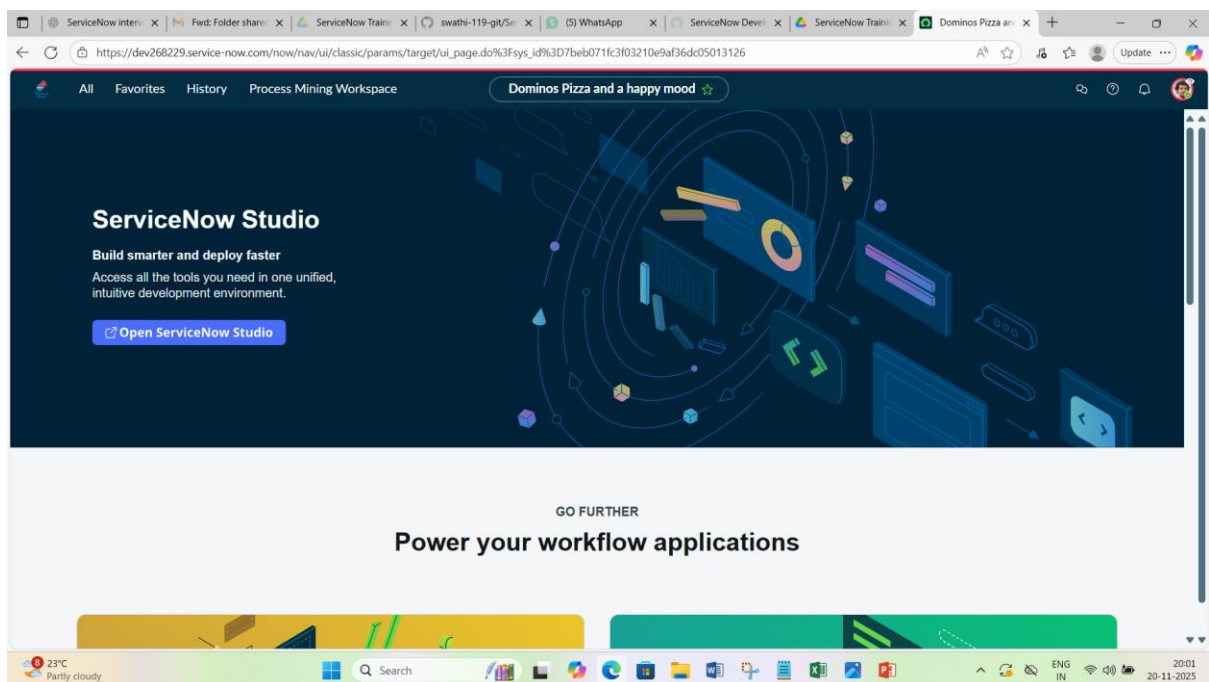 ServiceNow interv
Fwd: Folder share
ServiceNow Trainin
swathi-119-git/Se
(5) WhatsApp
ServiceNow Devel
ServiceNow Trainin
Dominos Pizza an
https://dev268229.service-now.com/now/nav/ui/classic/params/target/ui_page.do%3Fsys_id%3D7beb071fc3f03210e9af36dc05013126
Update
All Favorites History Process Mining Workspace
Dominos Pizza and a happy mood
ServiceNow Studio
Build smarter and deploy faster
Access all the tools you need in one unified,
intuitive development environment.
Open ServiceNow Studio
GO FURTHER
Power your workflow applications
8
23°C
Partly cloudy
Search
ENG
IN
20:01
20-11-2025